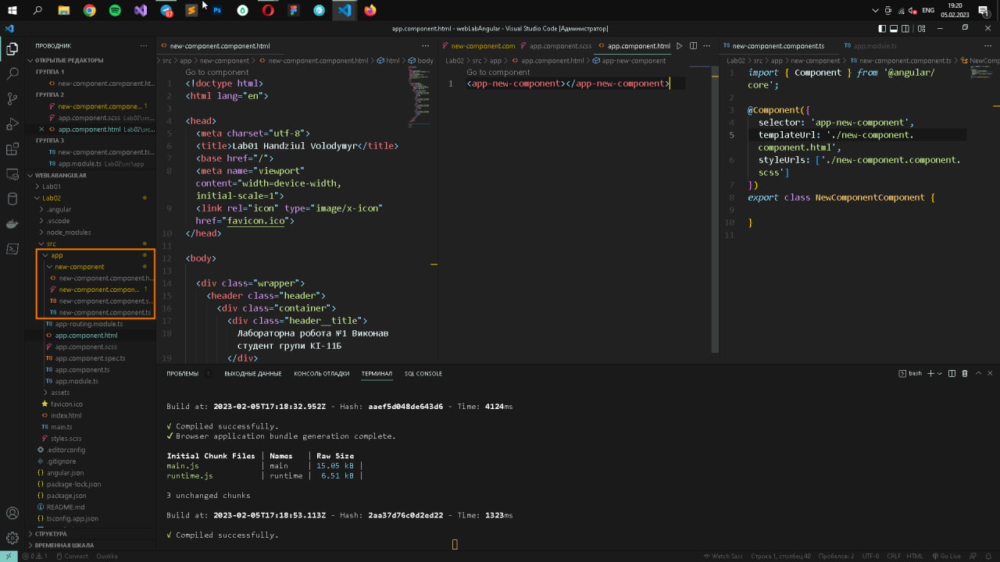 67
ENG
19:20
05.02.2023
1
app.component.html - webLabAngular - Visual Studio Code [Администратор]
ПРОВОДНИК
ОТКРЫТЫЕ РЕДАКТОРЫ
ГРУППА 1
new-component.component.ht...
ГРУППА 2
new-component.compone... 1
app.component.scss Lab02\src...
app.component.html Lab02\src...
ГРУППА 3
new-component.component.ts...
app.module.ts Lab02\src\app
WEBLABANGULAR
Lab01
Lab02
.angular
.vscode
node_modules
src
app
new-component
new-component.component.h...
new-component.compon... 1
new-component.component.s...
new-component.component.ts
app-routing.module.ts
app.component.html
app.component.scss
app.component.spec.ts
app.component.ts
app.module.ts
assets
favicon.ico
index.html
main.ts
styles.scss
.editorconfig
.gitignore
angular.json
package-lock.json
package.json
README.md
tsconfig.app.json
СТРУКТУРА
ВРЕМЕННАЯ ШКАЛА
new-component.component.html
src > app > new-component > new-component.component.html > html > body
Go to component
1 <!doctype html>
2 <html lang="en">
3
4 <head>
5 <meta charset="utf-8">
6 <title>Lab01 Handziul Volodymyr</title>
7 <base href="/">
8 <meta name="viewport"
content="width=device-width,
initial-scale=1">
9 <link rel="icon" type="image/x-icon"
href="favicon.ico">
10 </head>
11
12 <body>
13
14 <div class="wrapper">
15 <header class="header">
16 <div class="container">
17 <div class="header__title">
18 Лабораторна робота №1 Виконав
студент групи КІ-11Б
19 </div>
new-component.com
app.component.scss
app.component.html
Lab02 > src > app > app.component.html > app-new-component
Go to component
1 <app-new-component></app-new-component>
new-component.component.ts
app.module.ts
Lab02 > src > app > new-component > new-component.component.ts > NewCom
1 import { Component } from '@angular/
core';
2
3 @Component({
4 selector: 'app-new-component',
5 templateUrl: './new-component.
component.html',
6 styleUrls: ['./new-component.component.
scss']
7 })
8 export class NewComponentComponent {
9
10 }
11
ПРОБЛЕМЫ 1
ВЫХОДНЫЕ ДАННЫЕ
КОНСОЛЬ ОТЛАДКИ
ТЕРМИНАЛ
SQL CONSOLE
bash
Build at: 2023-02-05T17:18:32.952Z - Hash: aaef5d048de643d6 - Time: 4124ms
√ Compiled successfully.
✔ Browser application bundle generation complete.
Initial Chunk Files | Names | Raw Size
main.js | main | 15.05 kB |
runtime.js | runtime | 6.51 kB |
3 unchanged chunks
Build at: 2023-02-05T17:18:53.113Z - Hash: 2aa37d76c0d2ed22 - Time: 1323ms
√ Compiled successfully.
0 1
Connect
Quokka
Watch Sass
Строка 1, столбец 40
Пробелов: 2
UTF-8
CRLF
HTML
Go Live